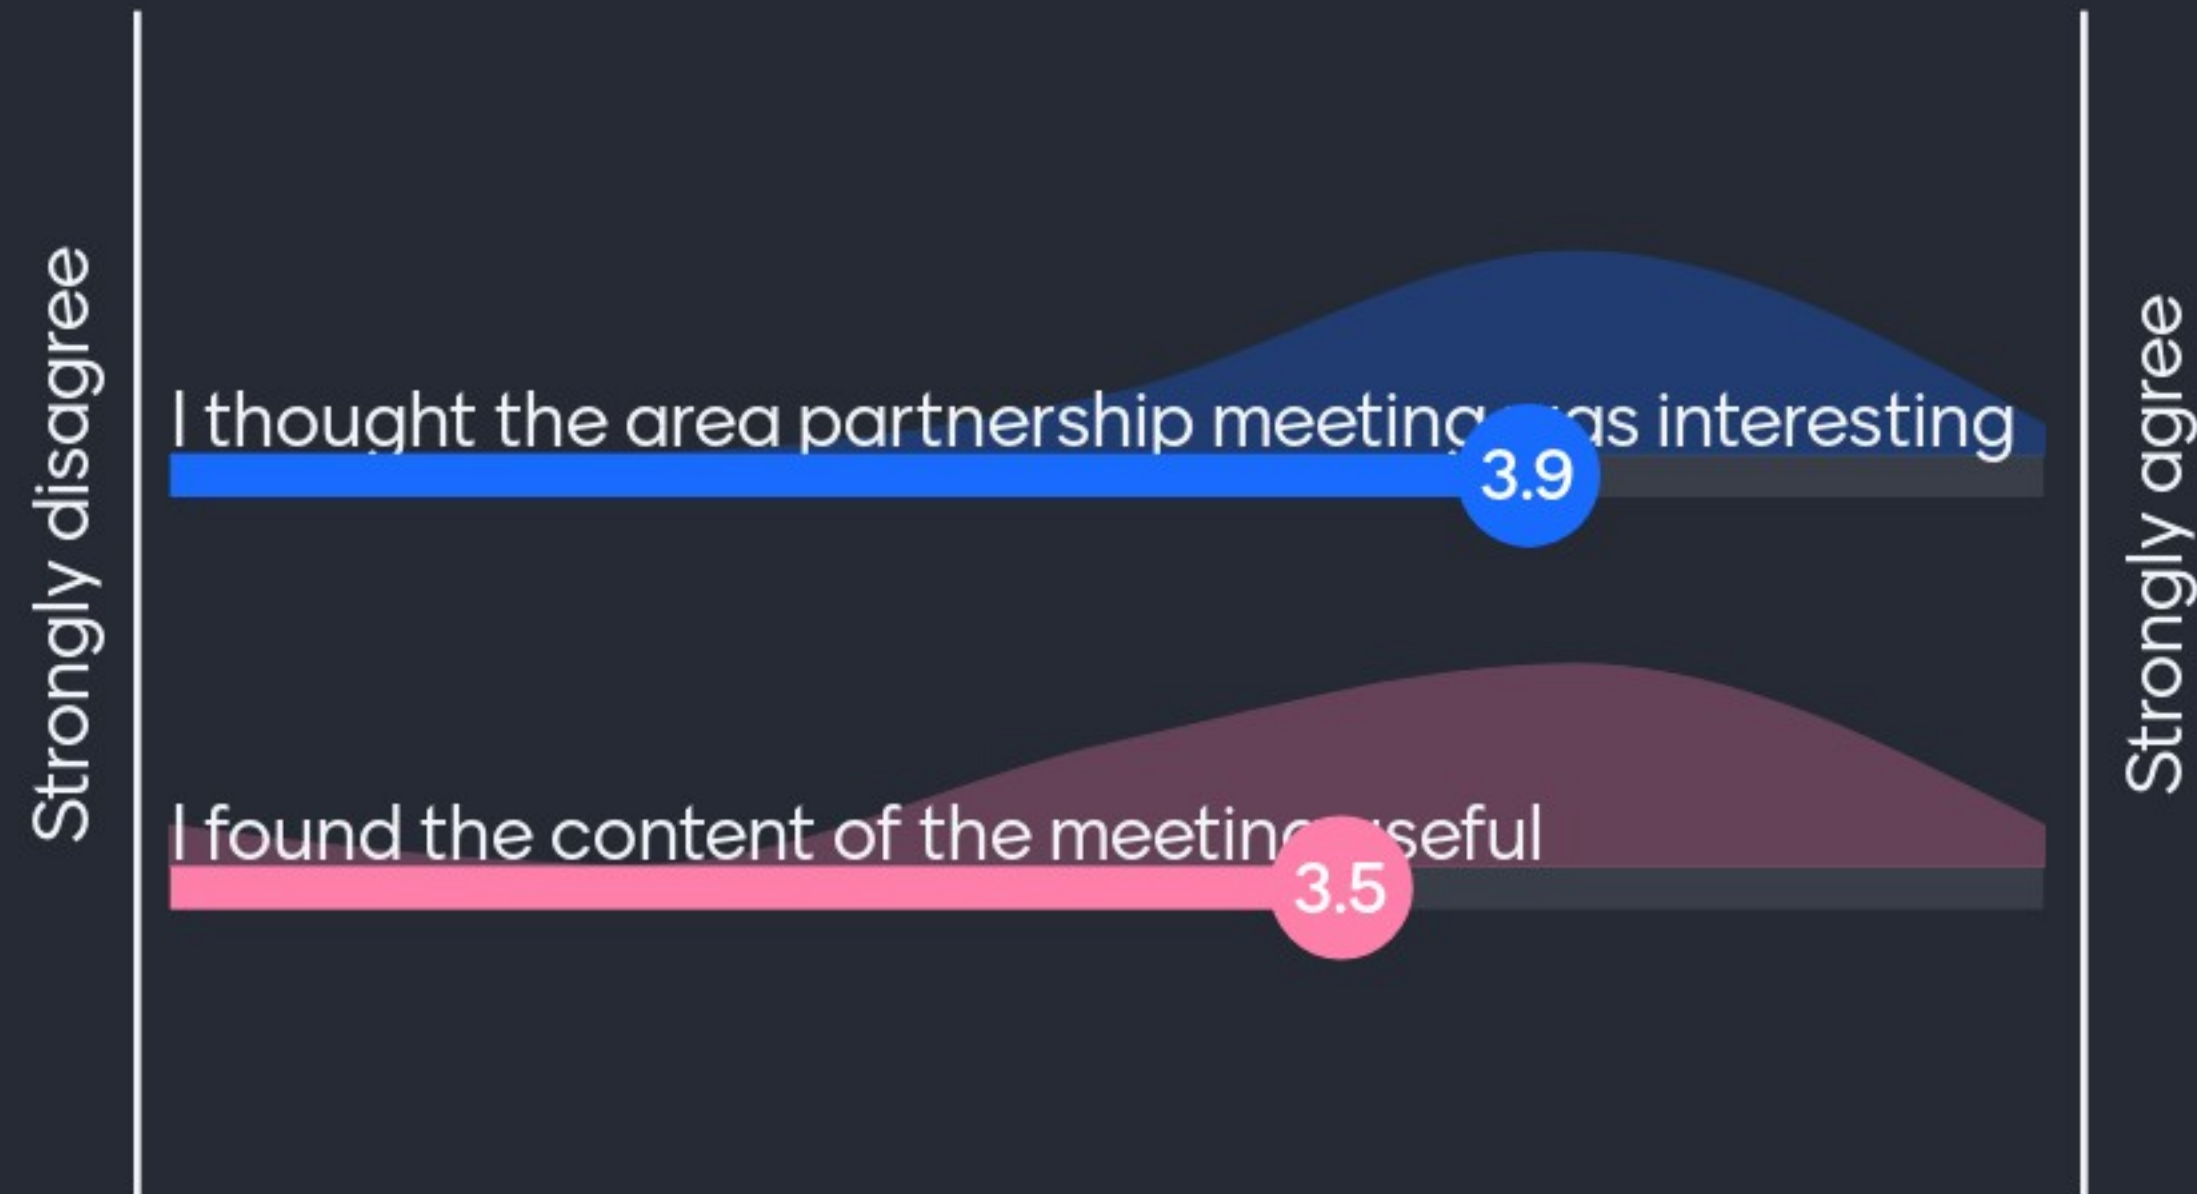 Strongly disagree
I thought the area partnership meeting was interesting
3.9
I found the content of the meeting useful
3.5
Strongly agree